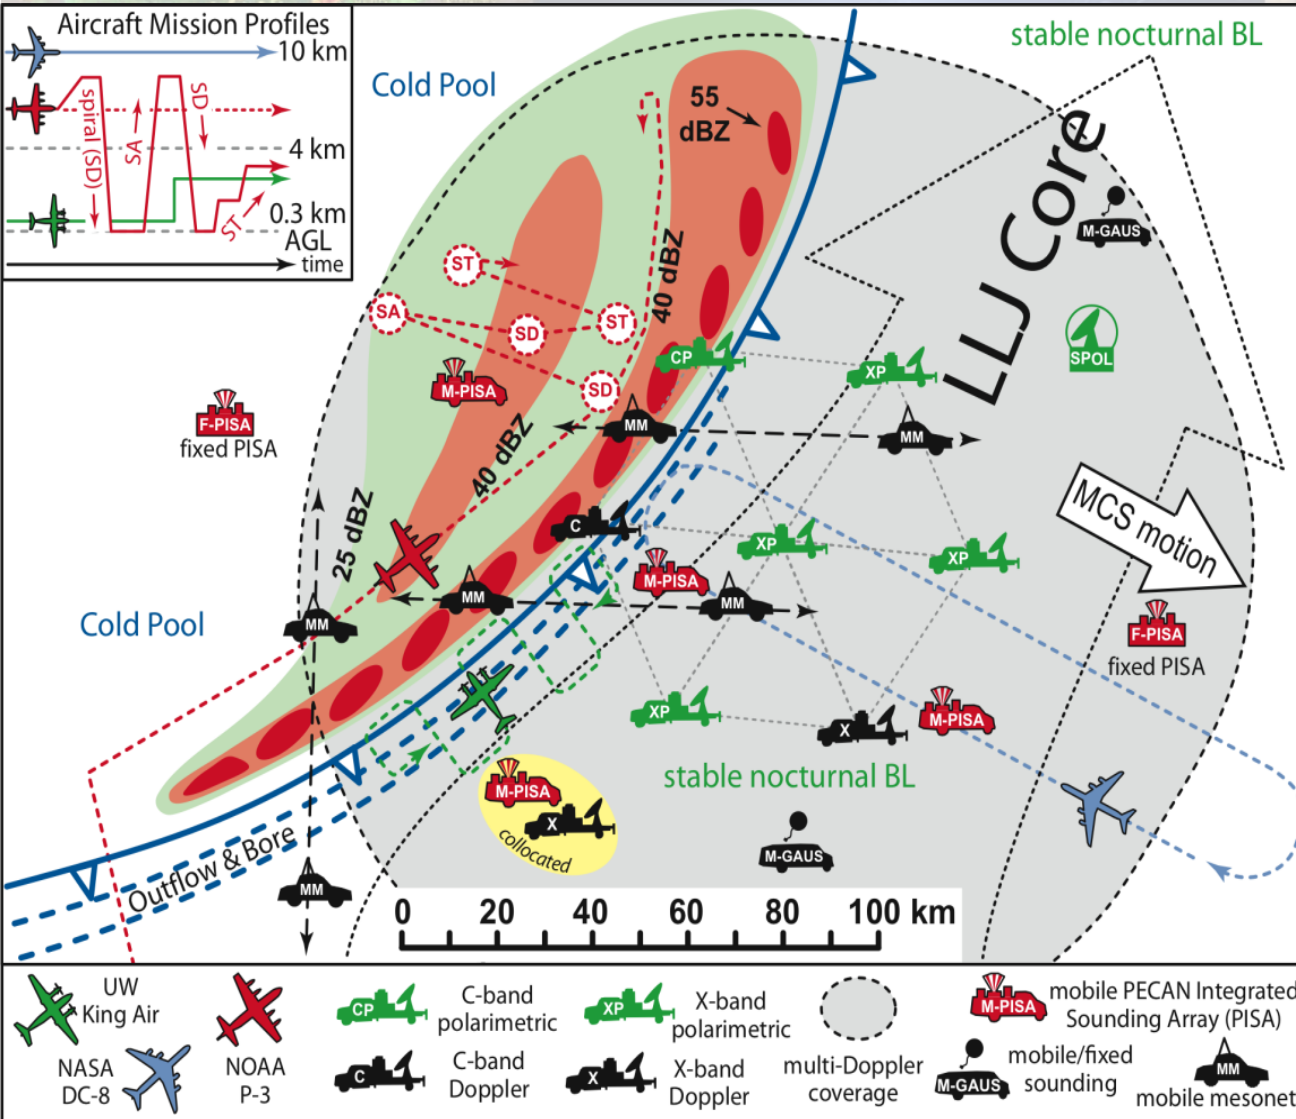 Aircraft Mission Profiles
10 km
spiral (SD)
SA
SD
4 km
0.3 km
AGL
ST
time
Cold Pool
55
dBZ
stable nocturnal BL
LLJ Core
M-GAUS
ST
SA
SD
ST
SD
40 dBZ
CP
XP
SPOL
M-PISA
F-PISA
fixed PISA
MM
MM
40 dBZ
25 dBZ
C
XP
XP
MCS motion
M-PISA
MM
MM
MM
Cold Pool
F-PISA
fixed PISA
XP
X
M-PISA
stable nocturnal BL
M-PISA
X
collocated
M-GAUS
Outflow & Bore
MM
0 20 40 60 80 100 km
UW
King Air
NASA
DC-8
NOAA
P-3
CP
C-band
polarimetric
C
C-band
Doppler
XP
X-band
polarimetric
X
X-band
Doppler
multi-Doppler
coverage
M-PISA
mobile PECAN Integrated
Sounding Array (PISA)
M-GAUS
mobile/fixed
sounding
MM
mobile mesonet